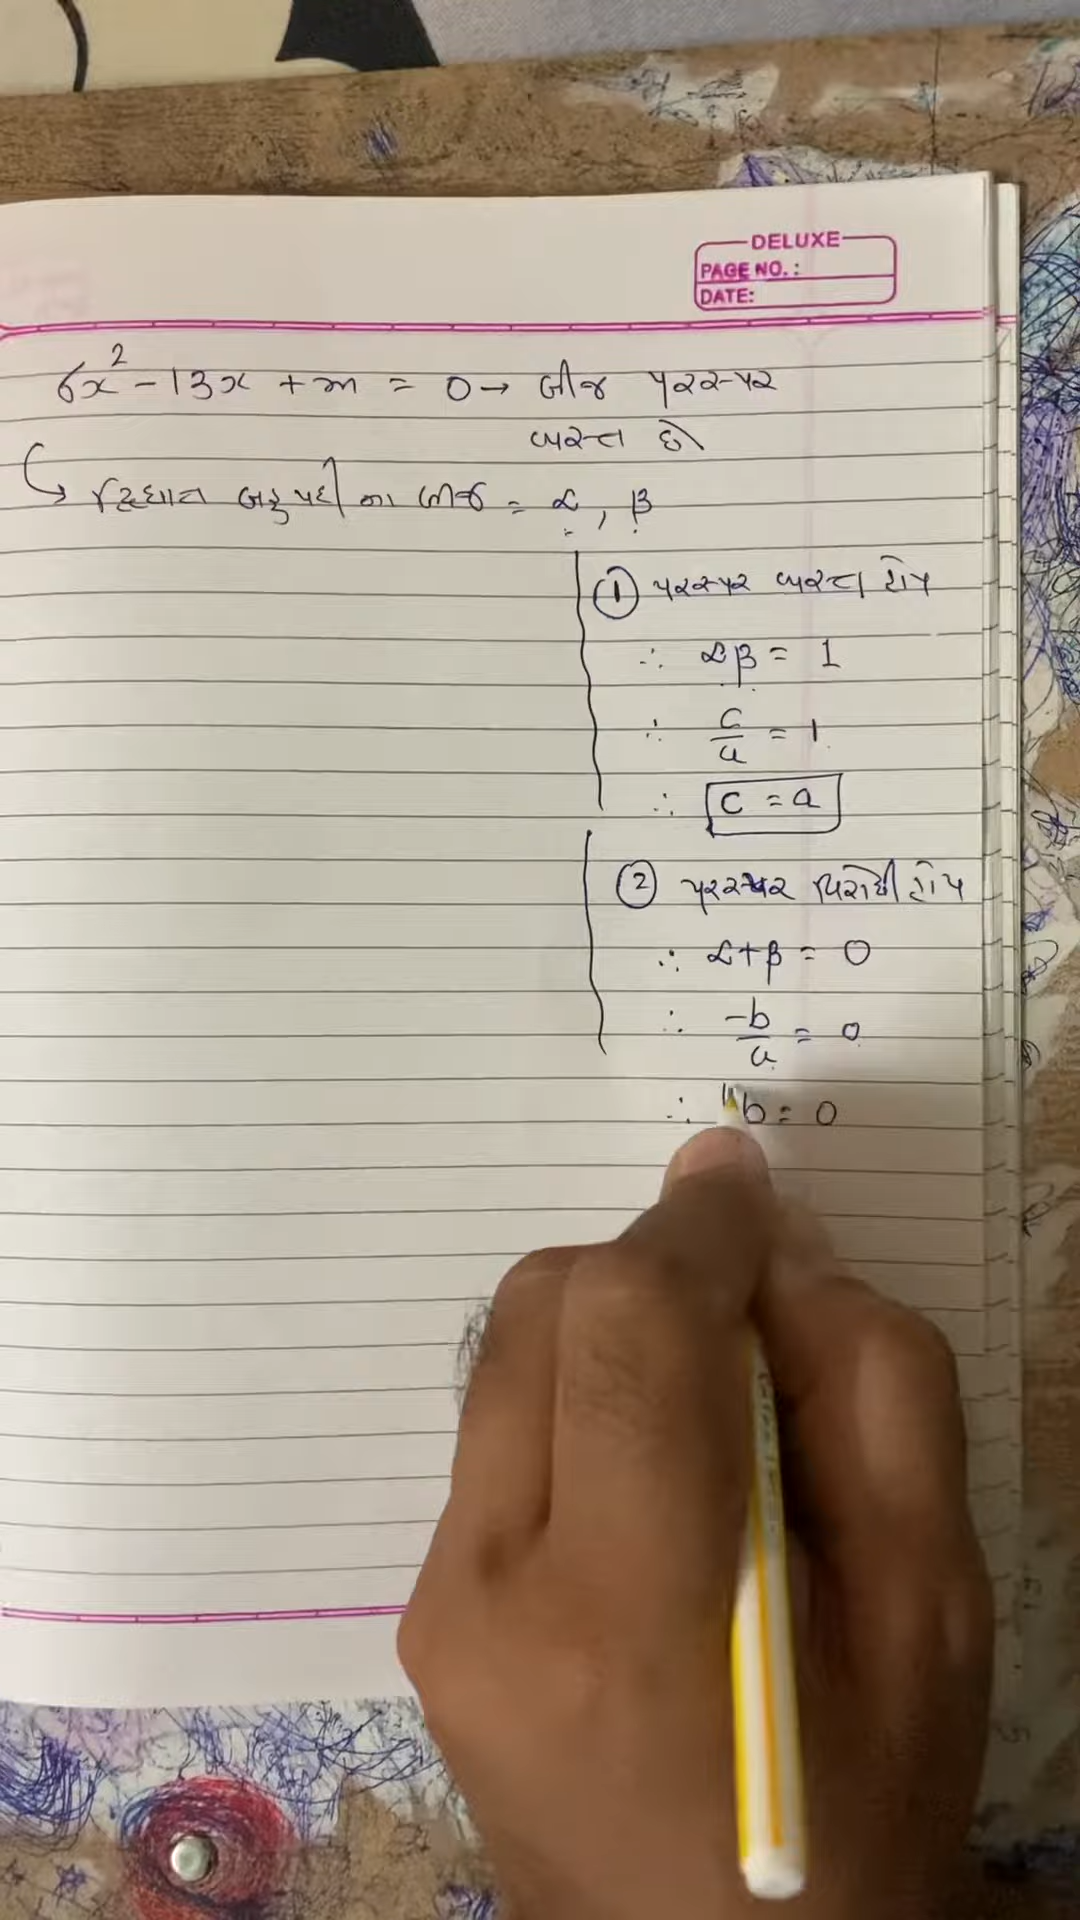 DELUXE
PAGE NO. :
DATE:
6x² - 13x + m = 0 → બીજ પરસ્પર
વ્યસ્ત છે
↳ દ્વિઘાત બહુપદી ના બીજ = α, β
① પરસ્પર વ્યસ્ત હોય
∴ αβ = 1
∴ c/a = 1
∴ c = a
② પરસ્પર વિરોધી હોય
∴ α+β = 0
∴ -b/a = 0
∴ b = 0